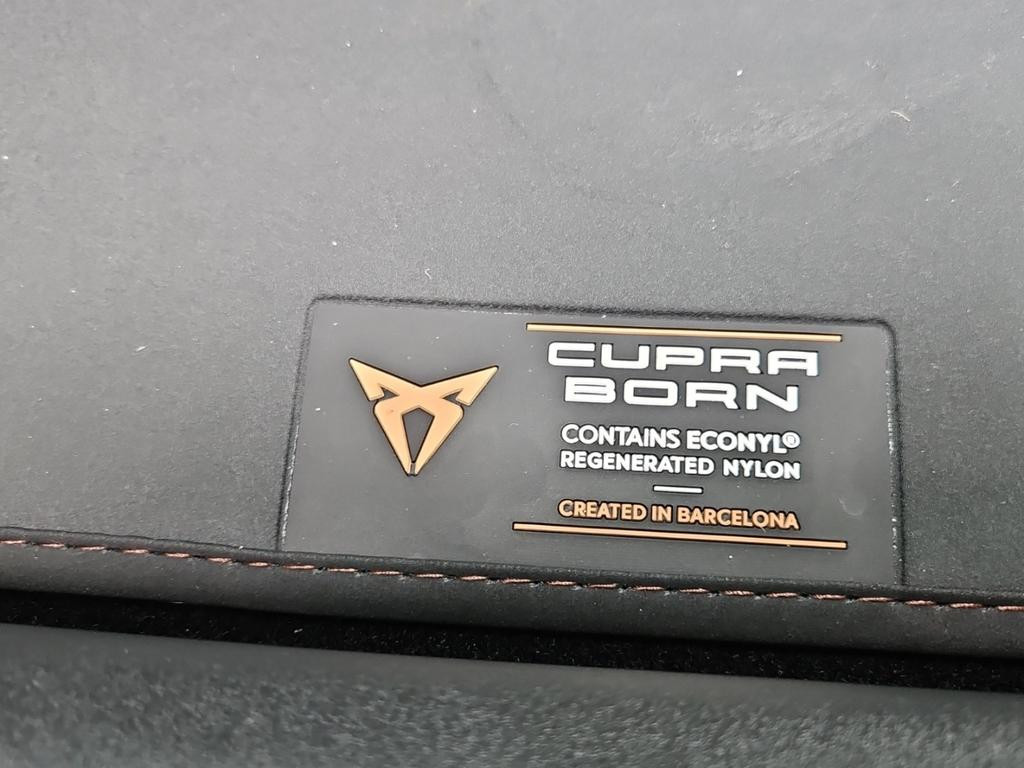 CUPRA
BORN
CONTAINS ECONYL®
REGENERATED NYLON
CREATED IN BARCELONA